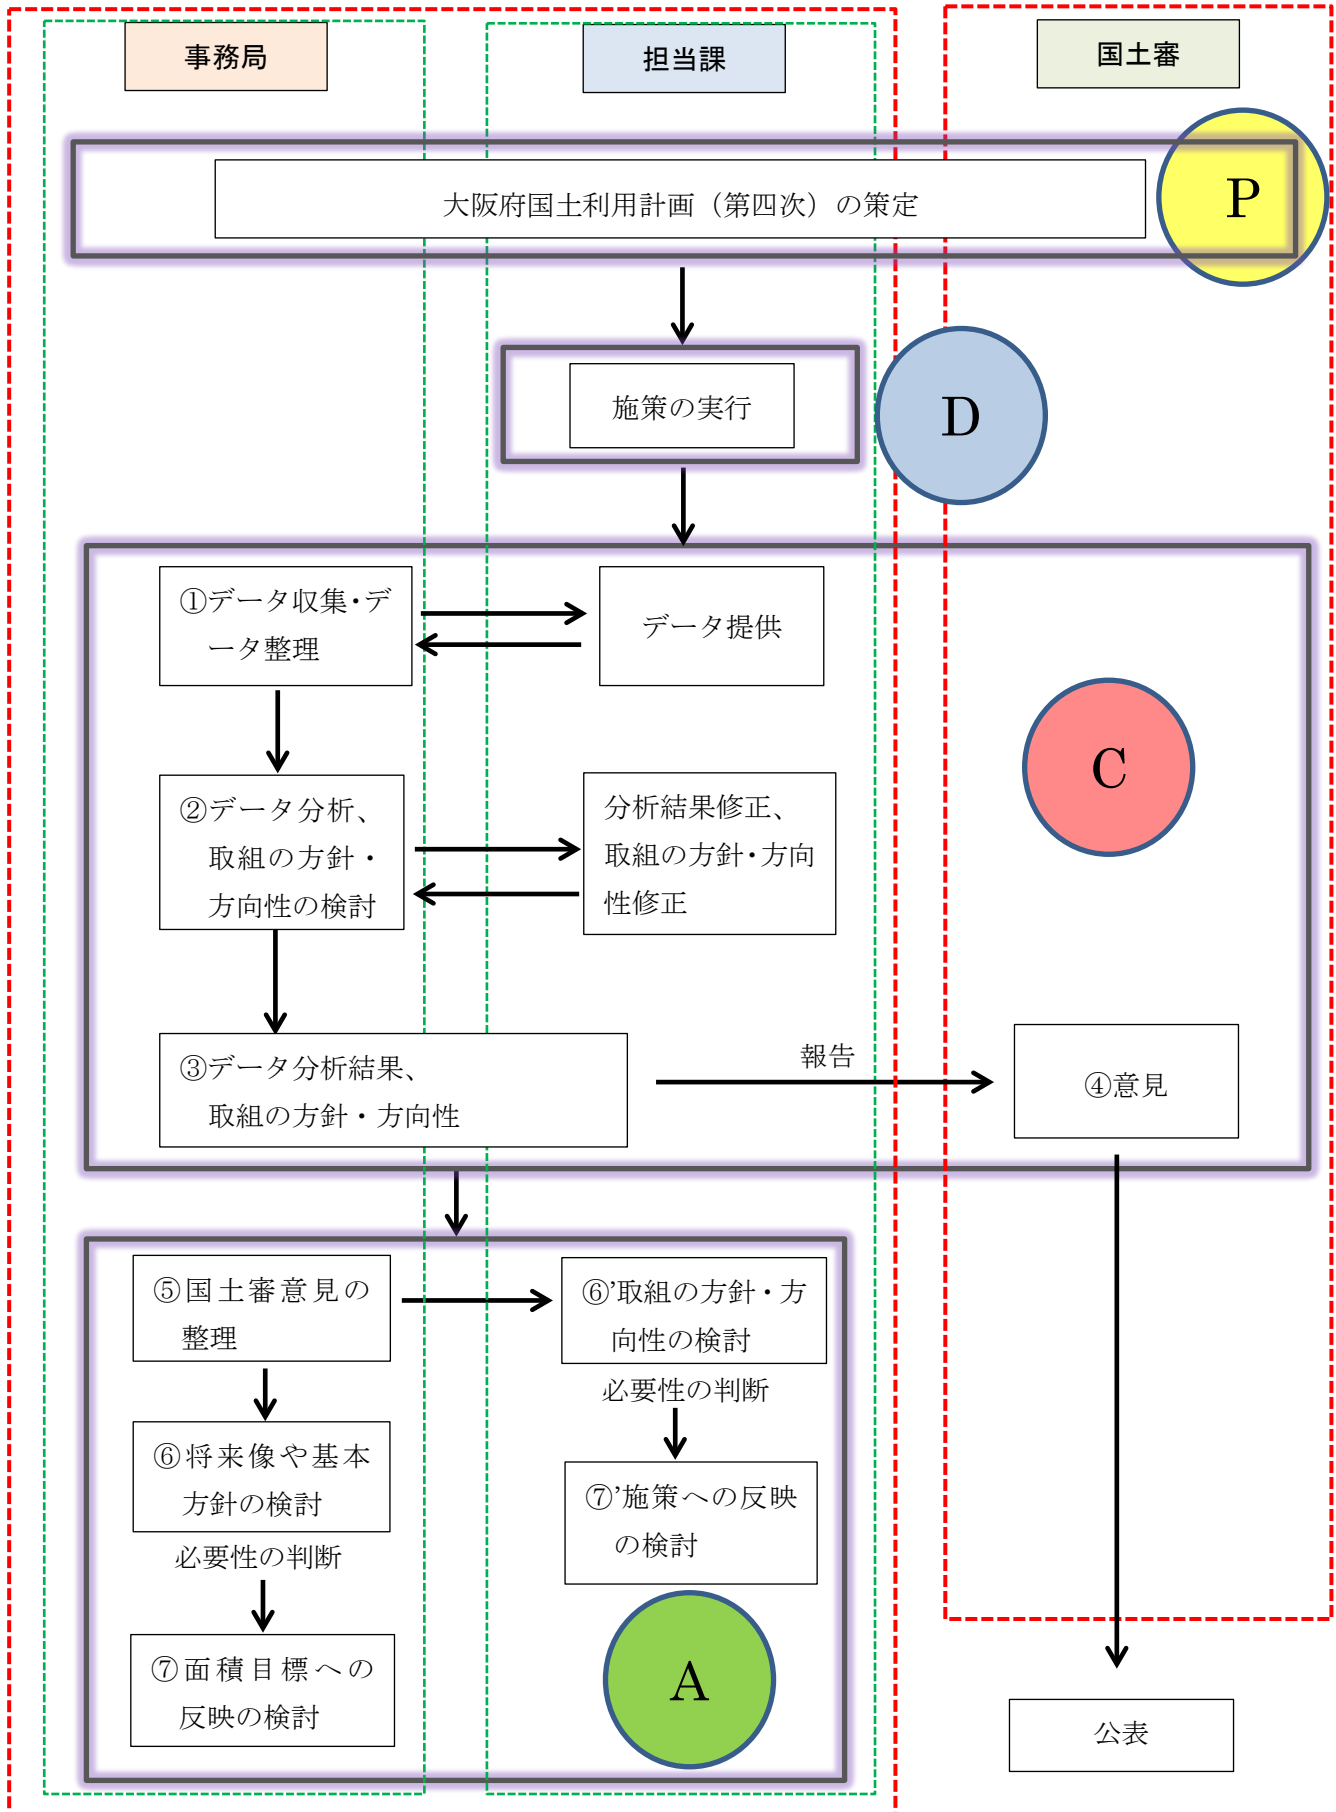 事務局
担当課
国土審
大阪府国土利用計画（第四次）の策定
P
施策の実行
D
①データ収集・デ
ータ整理
データ提供
C
②データ分析、
取組の方針・
方向性の検討
分析結果修正、
取組の方針・方向
性修正
③データ分析結果、
取組の方針・方向性
報告
④意見
⑤国土審意見の
整理
⑥’取組の方針・方
向性の検討
必要性の判断
⑥将来像や基本
方針の検討
必要性の判断
⑦’施策への反映
の検討
⑦面積目標への
反映の検討
A
公表